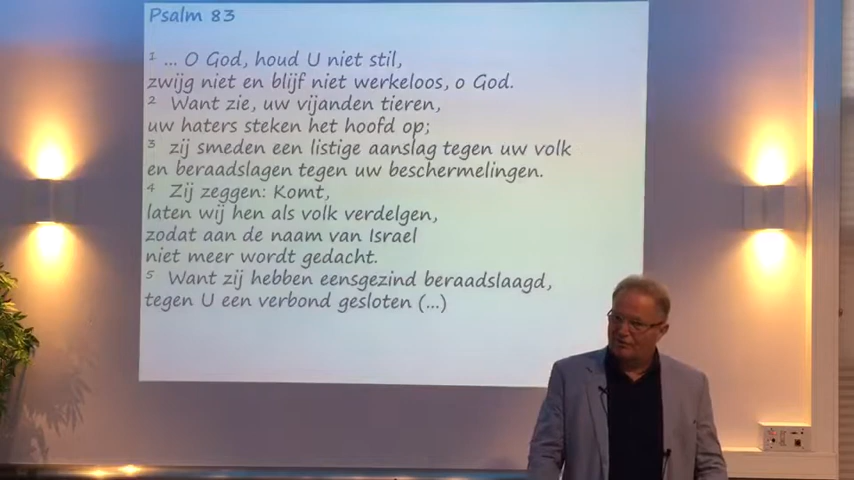 Psalm 83
1 ... O God, houd U niet stil,
zwijg niet en blijf niet werkeloos, o God.
2 Want zie, uw vijanden tieren,
uw haters steken het hoofd op;
3 zij smeden een listige aanslag tegen uw volk
en beraadslagen tegen uw beschermelingen.
4 Zij zeggen: Komt,
laten wij hen als volk verdelgen,
zodat aan de naam van Israel
niet meer wordt gedacht.
5 Want zij hebben eensgezind beraadslaagd,
tegen U een verbond gesloten (...)